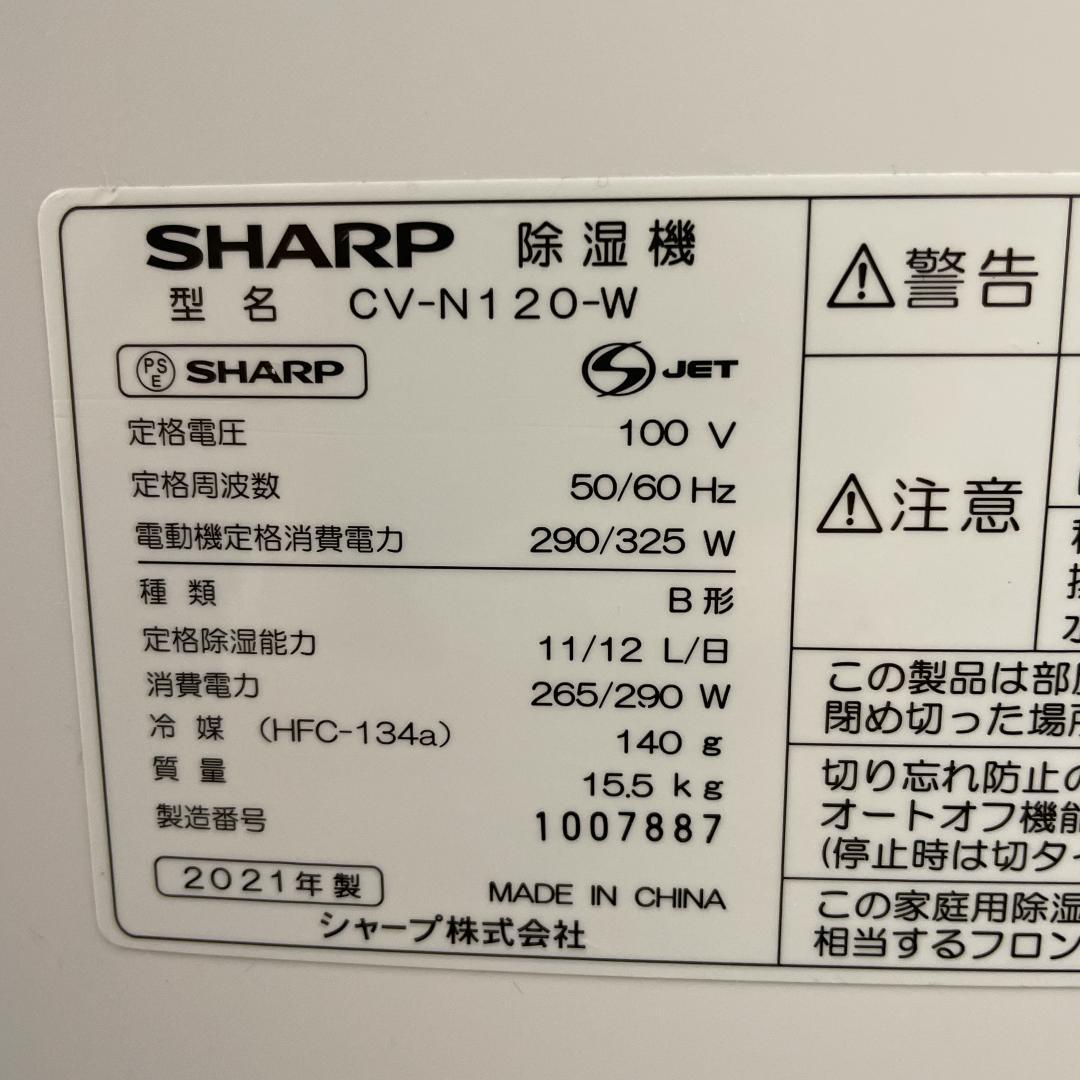 SHARP 除湿機
型名 CV-N120-W
PSE SHARP
JET
定格電圧 100 V
定格周波数 50/60 Hz
電動機定格消費電力 290/325 W
種類 B形
定格除湿能力 11/12 L/日
消費電力 265/290 W
冷媒 (HFC-134a) 140 g
質量 15.5 kg
製造番号 1007887
2021年製
MADE IN CHINA
シャープ株式会社
⚠警告
⚠注意
この製品は部
閉め切った場所
切り忘れ防止の
オートオフ機能
(停止時は切タイ
この家庭用除湿
相当するフロン